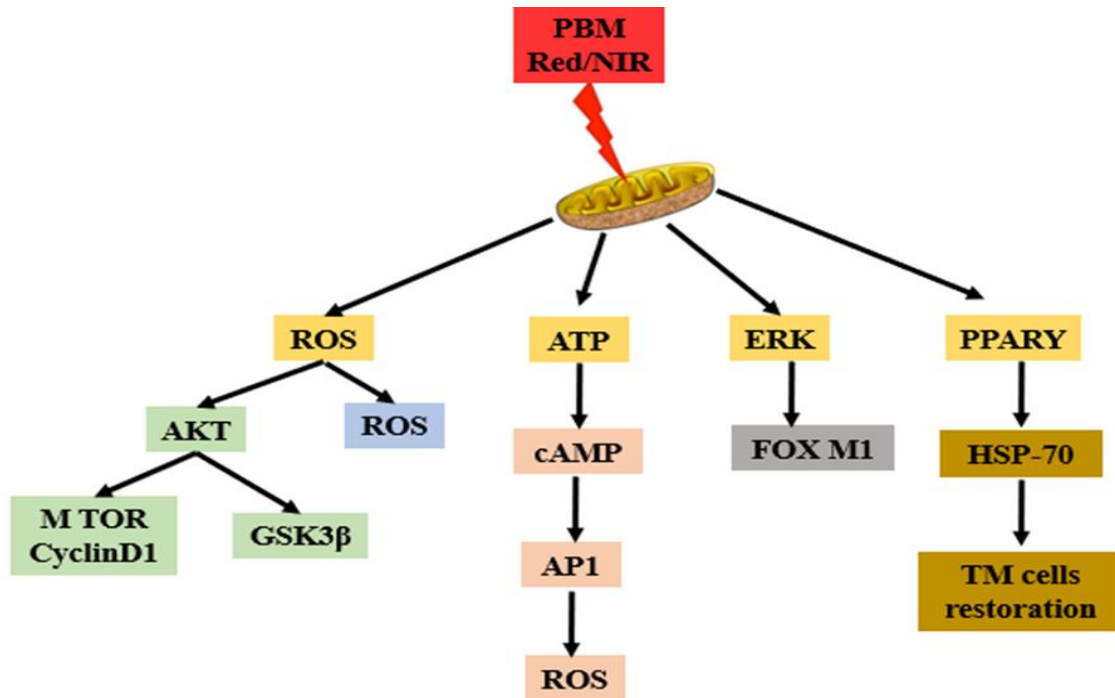 PBM
Red/NIR
ROS
ATP
ERK
PPARY
AKT
ROS
cAMP
FOX M1
HSP-70
M TOR
CyclinD1
GSK3β
AP1
TM cells
restoration
ROS